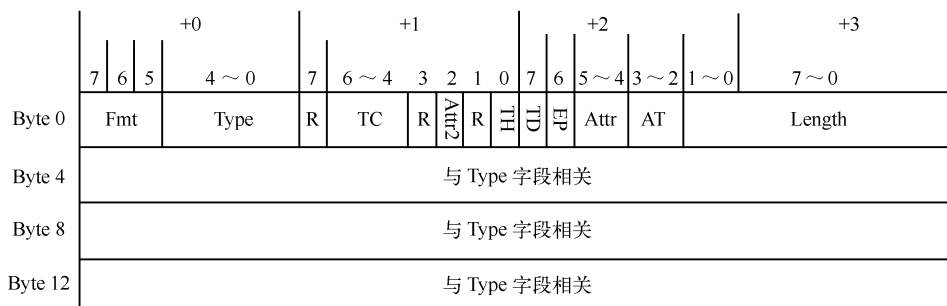 +0 +1 +2 +3
7 6 5 4～0 7 6～4 3 2 1 0 7 6 5～4 3～2 1～0 7～0
Byte 0 Fmt Type R TC R Attr2 R TH TD EP Attr AT Length
Byte 4 与 Type 字段相关
Byte 8 与 Type 字段相关
Byte 12 与 Type 字段相关